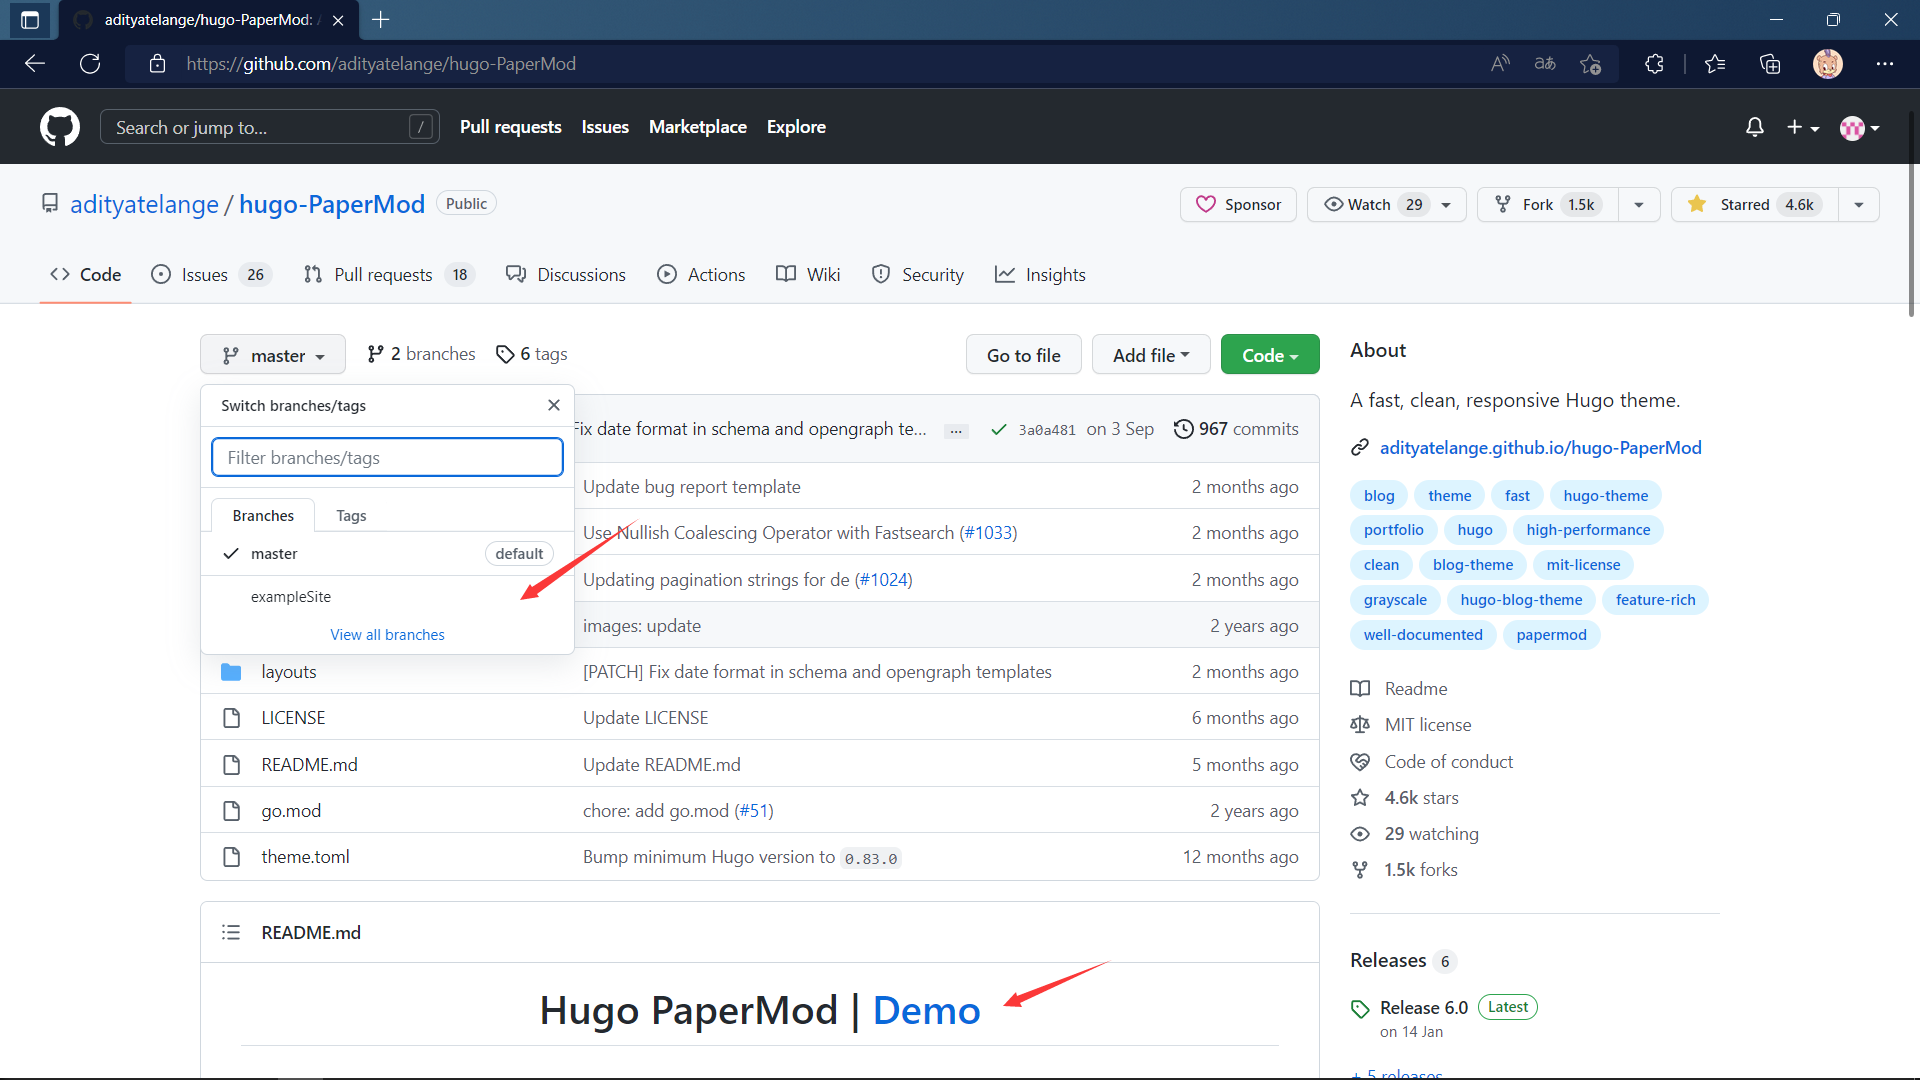 adityatelange/hugo-PaperMod: A
https://github.com/adityatelange/hugo-PaperMod
Search or jump to...
/
Pull requests
Issues
Marketplace
Explore
adityatelange / hugo-PaperMod
Public
Sponsor
Watch 29
Fork 1.5k
Starred 4.6k
Code
Issues 26
Pull requests 18
Discussions
Actions
Wiki
Security
Insights
master
2 branches
6 tags
Go to file
Add file
Code
Switch branches/tags
Filter branches/tags
Branches
Tags
master
default
exampleSite
View all branches
Fix date format in schema and opengraph te...
...
3a0a481
on 3 Sep
967 commits
Update bug report template
2 months ago
Use Nullish Coalescing Operator with Fastsearch (#1033)
2 months ago
Updating pagination strings for de (#1024)
2 months ago
images: update
2 years ago
layouts
[PATCH] Fix date format in schema and opengraph templates
2 months ago
LICENSE
Update LICENSE
6 months ago
README.md
Update README.md
5 months ago
go.mod
chore: add go.mod (#51)
2 years ago
theme.toml
Bump minimum Hugo version to 0.83.0
12 months ago
README.md
Hugo PaperMod | Demo
About
A fast, clean, responsive Hugo theme.
adityatelange.github.io/hugo-PaperMod
blog theme fast hugo-theme
portfolio hugo high-performance
clean blog-theme mit-license
grayscale hugo-blog-theme feature-rich
well-documented papermod
Readme
MIT license
Code of conduct
4.6k stars
29 watching
1.5k forks
Releases 6
Release 6.0 Latest
on 14 Jan
+ 5 releases